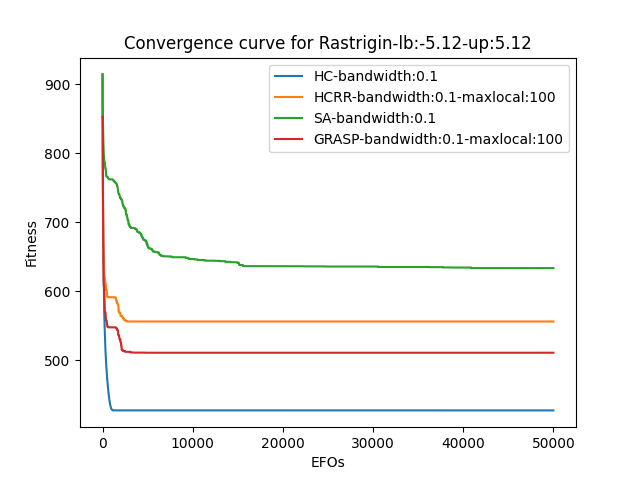 Convergence curve for Rastrigin-lb:-5.12-up:5.12
HC-bandwidth:0.1
HCRR-bandwidth:0.1-maxlocal:100
SA-bandwidth:0.1
GRASP-bandwidth:0.1-maxlocal:100
Fitness
900
800
700
600
500
0 10000 20000 30000 40000 50000
EFOs